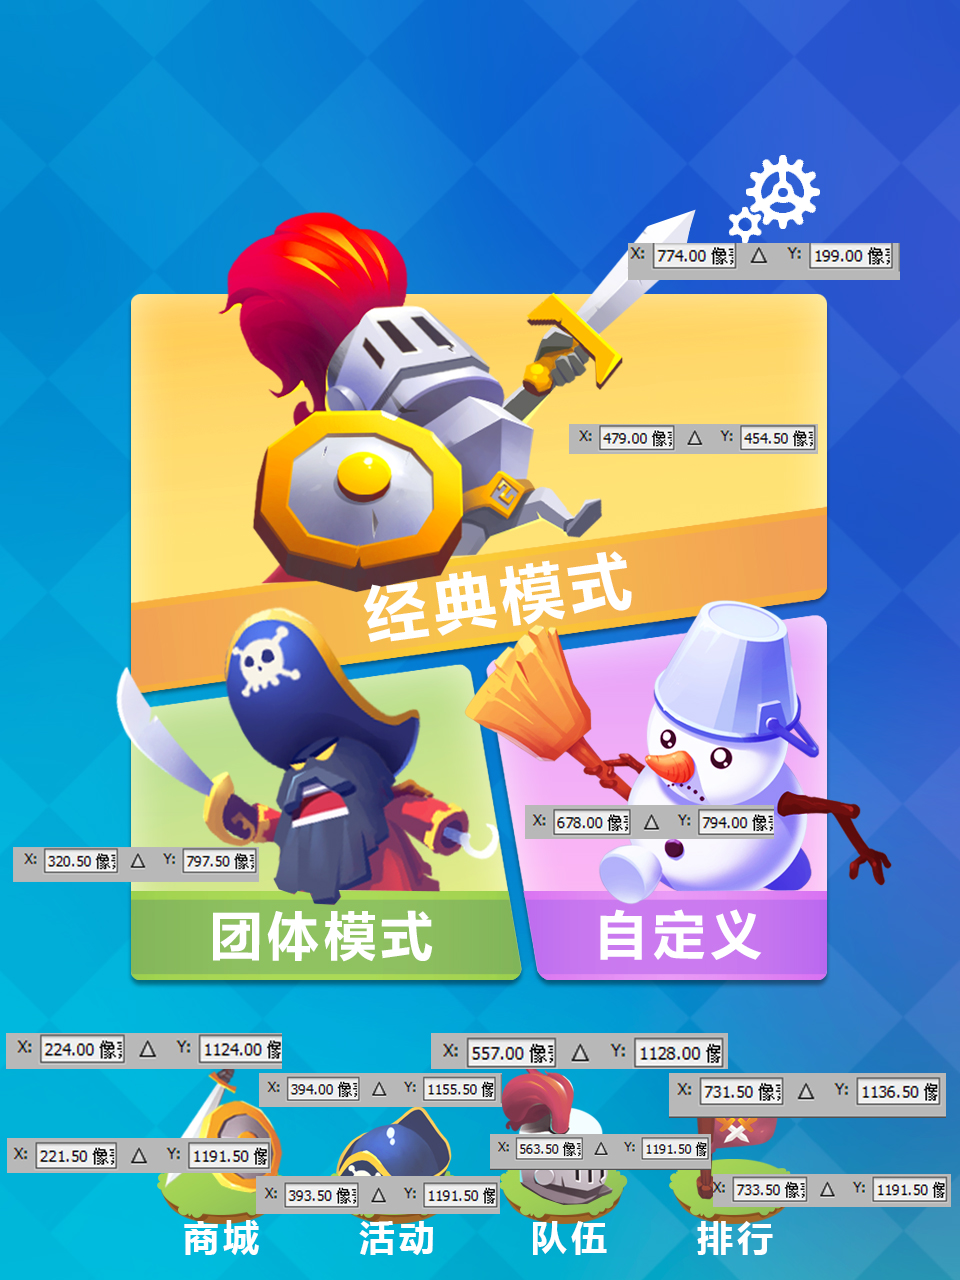 X: 774.00 像素 △ Y: 199.00 像素
X: 479.00 像素 △ Y: 454.50 像素
经典模式
X: 678.00 像素 △ Y: 794.00 像素
X: 320.50 像素 △ Y: 797.50 像素
团体模式
自定义
X: 224.00 像素 △ Y: 1124.00 像
X: 557.00 像素 △ Y: 1128.00 像
X: 394.00 像素 △ Y: 1155.50 像
X: 731.50 像素 △ Y: 1136.50 像
X: 221.50 像素 △ Y: 1191.50 像
X: 563.50 像素 △ Y: 1191.50 像
X: 393.50 像素 △ Y: 1191.50 像
X: 733.50 像素 △ Y: 1191.50 像
商城
活动
队伍
排行